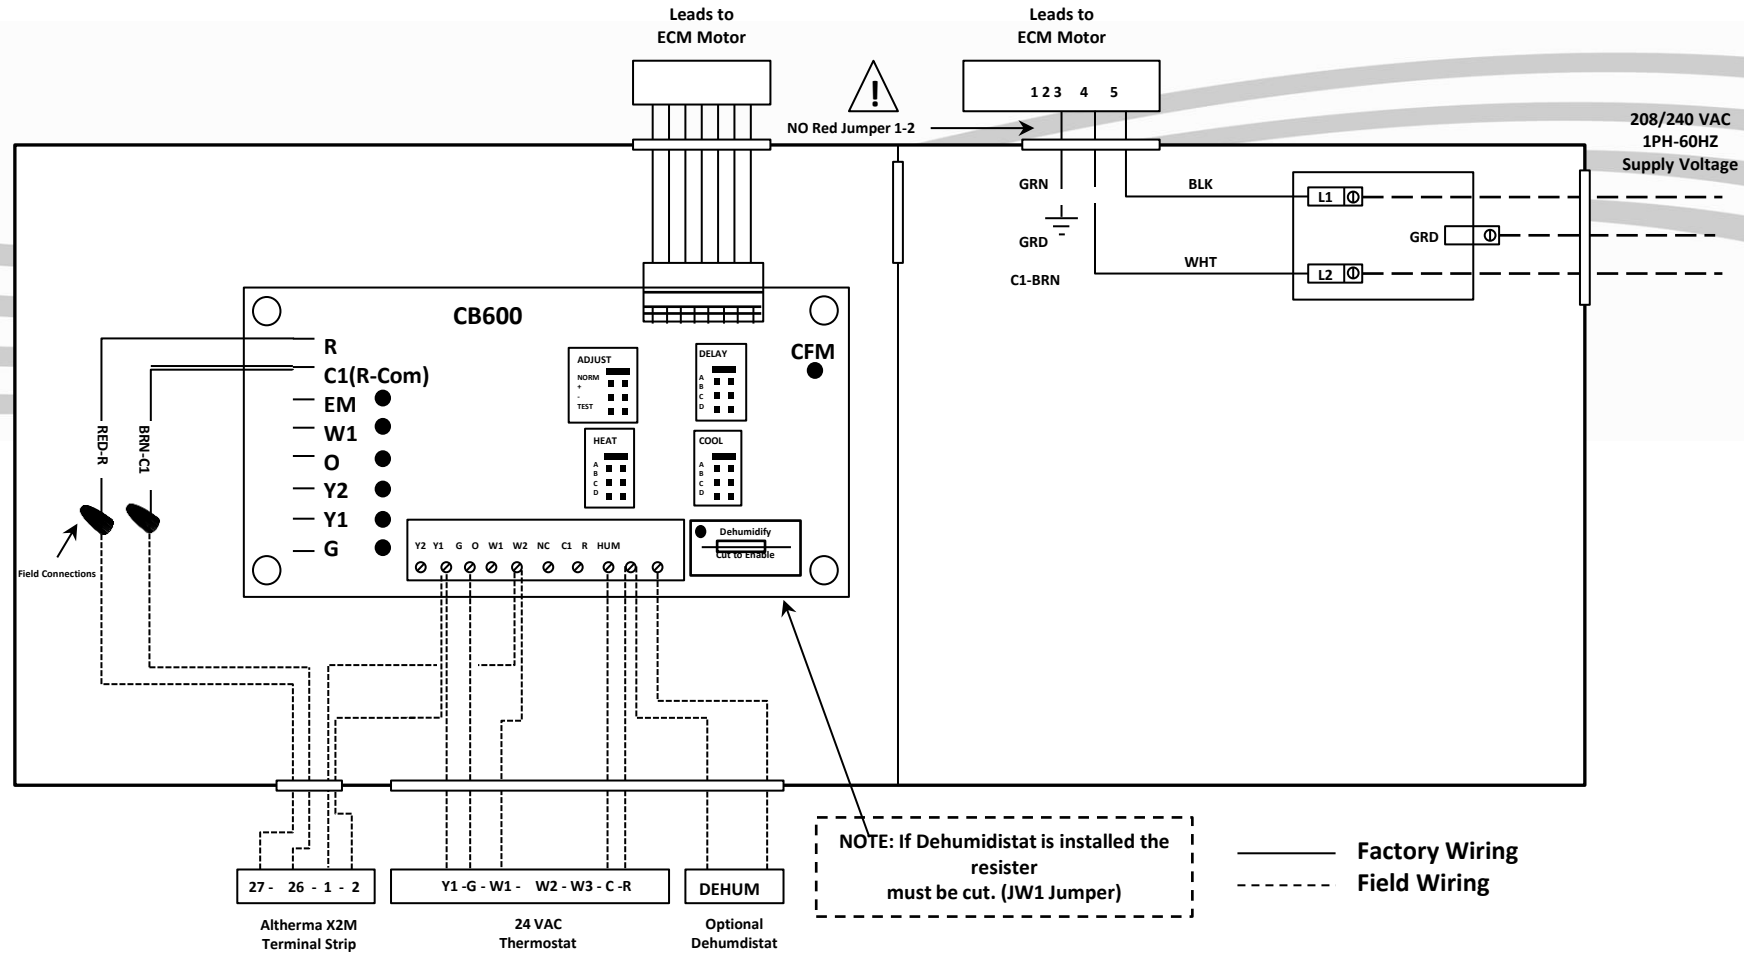 Leads to
ECM Motor
Leads to
ECM Motor
1 2 3 4 5
!
NO Red Jumper 1-2
208/240 VAC
1PH-60HZ
Supply Voltage
GRN
BLK
L1
GRD
GRD
WHT
C1-BRN
L2
CB600
R
C1(R-Com)
EM
W1
O
Y2
Y1
G
RED-R
BRN-C1
Field Connections
ADJUST
NORM
+
-
TEST
DELAY
A
B
C
D
CFM
HEAT
A
B
C
D
COOL
A
B
C
D
Y2 Y1 G O W1 W2 NC C1 R HUM
Dehumidify
Cut to Enable
27 - 26 - 1 - 2
Altherma X2M
Terminal Strip
Y1 -G - W1 - W2 - W3 - C -R
24 VAC
Thermostat
DEHUM
Optional
Dehumdistat
NOTE: If Dehumidistat is installed the
resister
must be cut. (JW1 Jumper)
Factory Wiring
Field Wiring